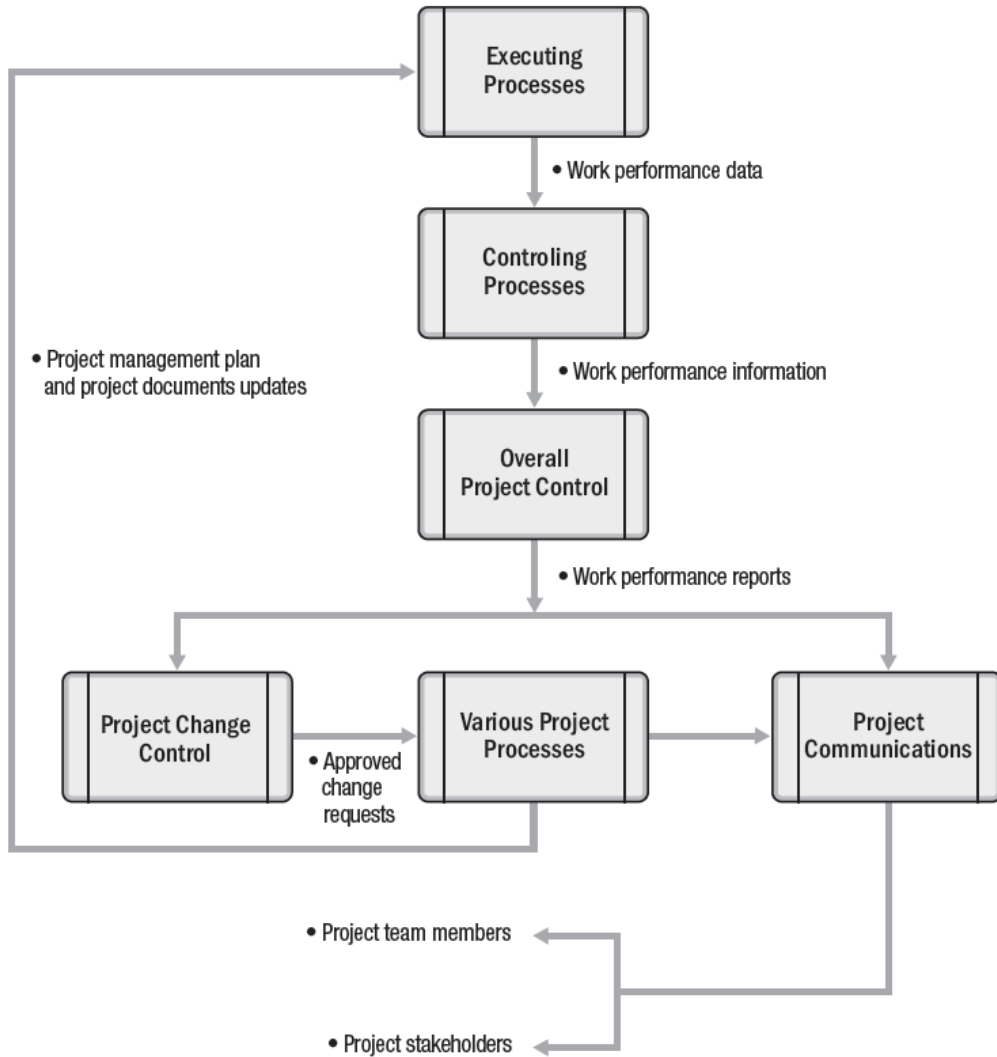 Executing
Processes
• Work performance data
Controling
Processes
• Project management plan
and project documents updates
• Work performance information
Overall
Project Control
• Work performance reports
Project Change
Control
• Approved
change
requests
Various Project
Processes
Project
Communications
• Project team members
• Project stakeholders